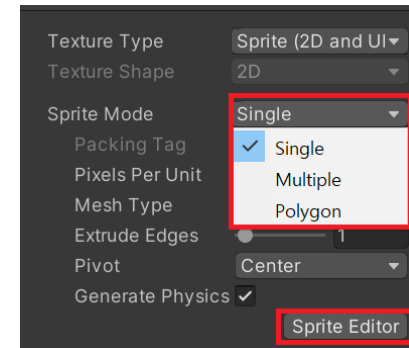 Texture Type Sprite (2D and UI
Texture Shape 2D
Sprite Mode Single
Packing Tag Single
Pixels Per Unit Multiple
Mesh Type Polygon
Extrude Edges 1
Pivot Center
Generate Physics
Sprite Editor